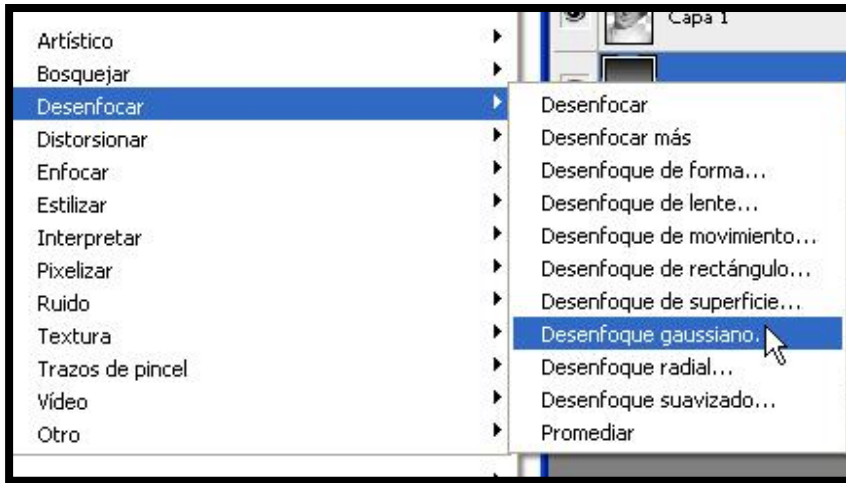 Capa 1
Artístico
Bosquejar
Desenfocar
Distorsionar
Enfocar
Estilizar
Interpretar
Pixelizar
Ruido
Textura
Trazos de pincel
Vídeo
Otro
Desenfocar
Desenfocar más
Desenfoque de forma...
Desenfoque de lente...
Desenfoque de movimiento...
Desenfoque de rectángulo...
Desenfoque de superficie...
Desenfoque gaussiano.
Desenfoque radial...
Desenfoque suavizado...
Promediar